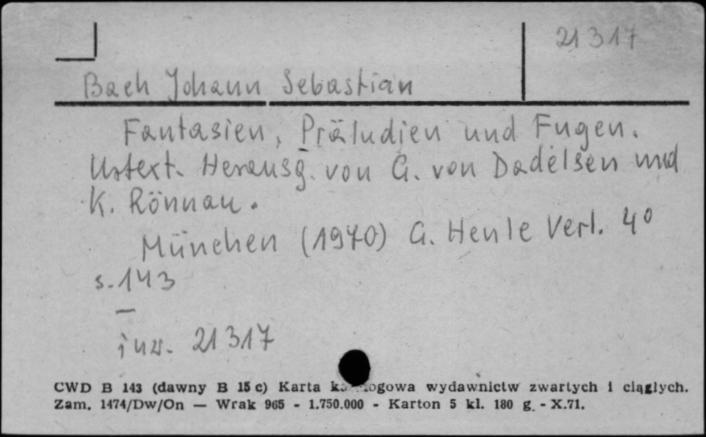 21317
Bach Johann Sebastian
Fantasien, Präludien und Fugen.
Urtext. Herausg. von G. von Dadelsen und
K. Rönnau.
München (1970) G. Henle Verl. 4°
s. 143
—
inw. 21317
CWD B 143 (dawny B 15 c) Karta wydawnictw zwartych i ciągłych.
Zam. 1474/Dw/On — Wrak 965 - 1.750.000 - Karton 5 kl. 180 g. - X.71.